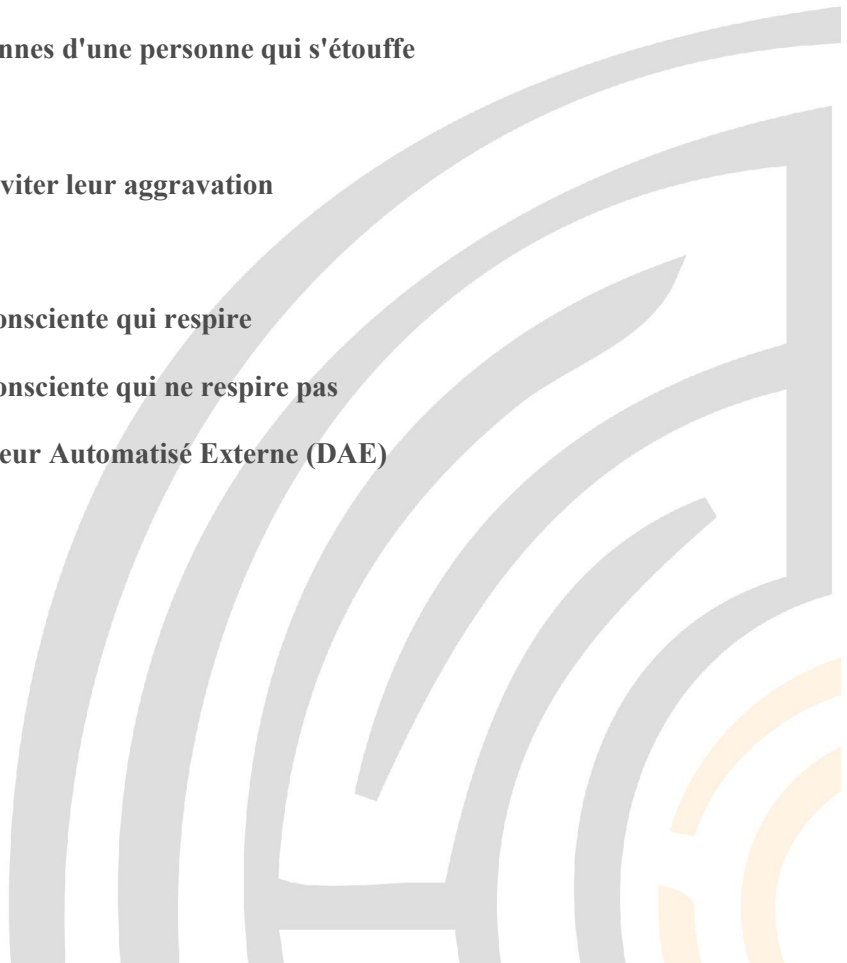 nnes d'une personne qui s'étouffe
viter leur aggravation
onsciente qui respire
onsciente qui ne respire pas
eur Automatisé Externe (DAE)